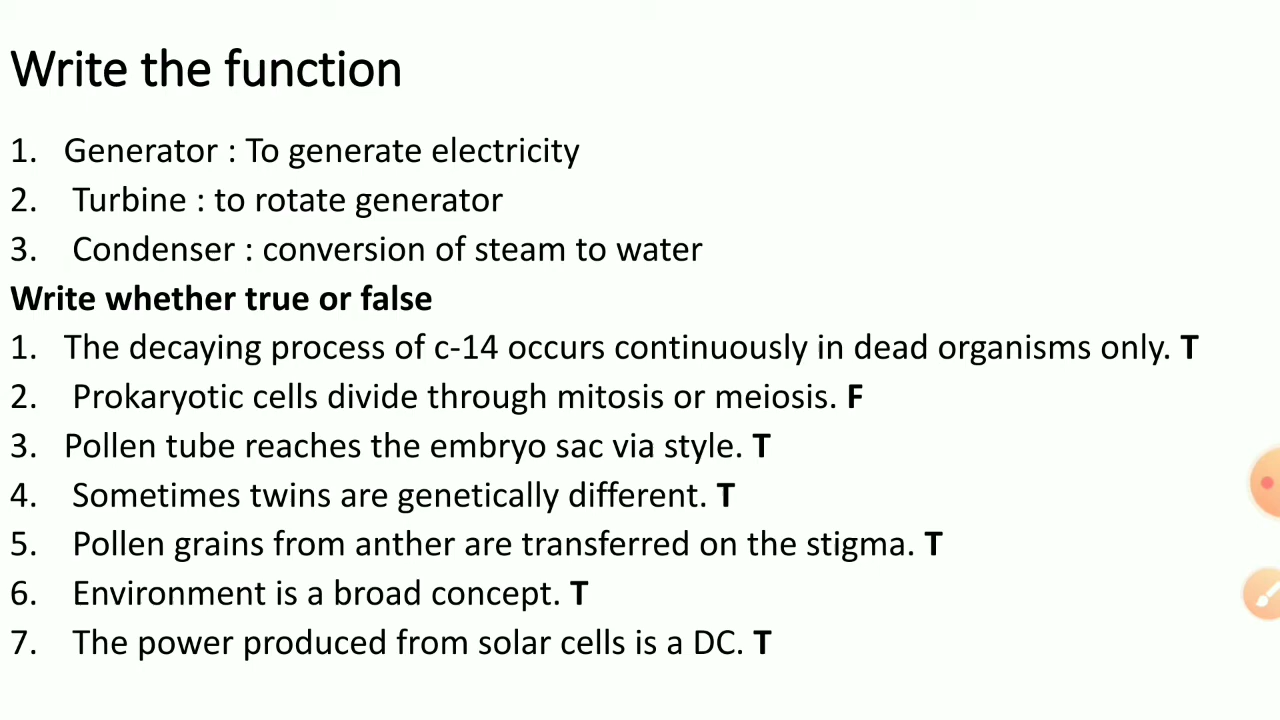 Write the function
1. Generator : To generate electricity
2. Turbine : to rotate generator
3. Condenser : conversion of steam to water
Write whether true or false
1. The decaying process of c-14 occurs continuously in dead organisms only. T
2. Prokaryotic cells divide through mitosis or meiosis. F
3. Pollen tube reaches the embryo sac via style. T
4. Sometimes twins are genetically different. T
5. Pollen grains from anther are transferred on the stigma. T
6. Environment is a broad concept. T
7. The power produced from solar cells is a DC. T